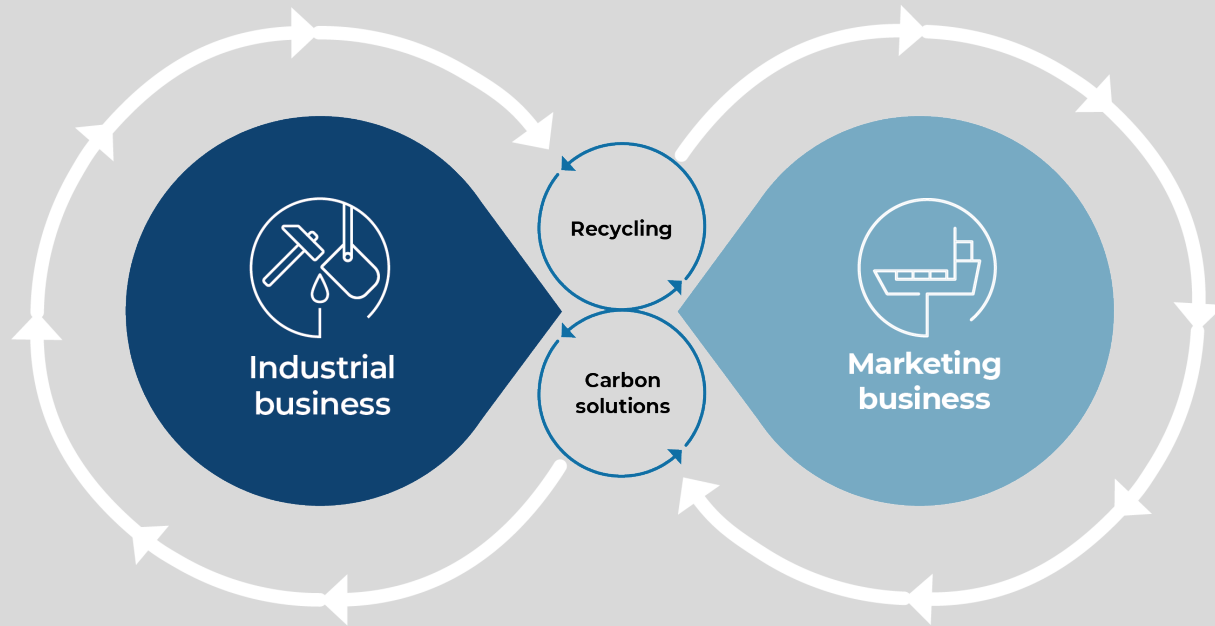 Industrial
business
Recycling
Carbon
solutions
Marketing
business